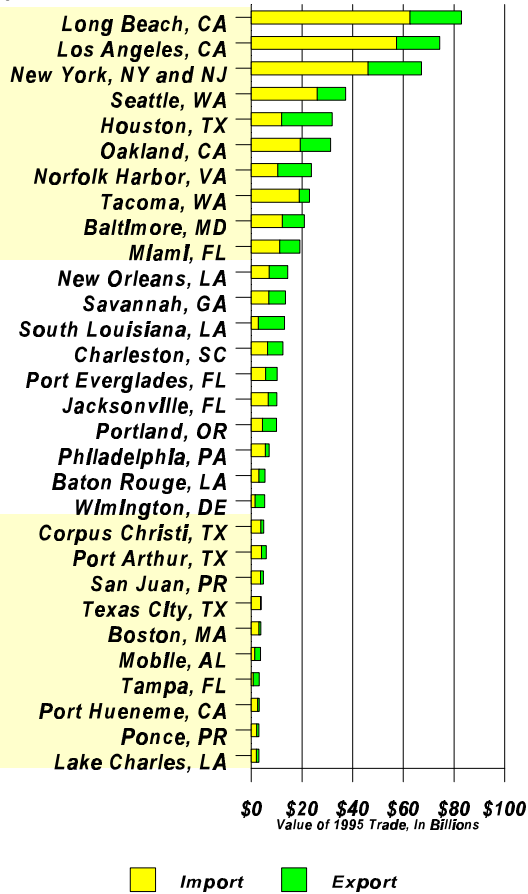 Long Beach, CA
Los Angeles, CA
New York, NY and NJ
Seattle, WA
Houston, TX
Oakland, CA
Norfolk Harbor, VA
Tacoma, WA
Baltimore, MD
Miami, FL
New Orleans, LA
Savannah, GA
South Louisiana, LA
Charleston, SC
Port Everglades, FL
Jacksonville, FL
Portland, OR
Philadelphia, PA
Baton Rouge, LA
Wimington, DE
Corpus Christi, TX
Port Arthur, TX
San Juan, PR
Texas City, TX
Boston, MA
Mobile, AL
Tampa, FL
Port Hueneme, CA
Ponce, PR
Lake Charles, LA
$0 $20 $40 $60 $80 $100
Value of 1995 Trade, In Billions
Import Export